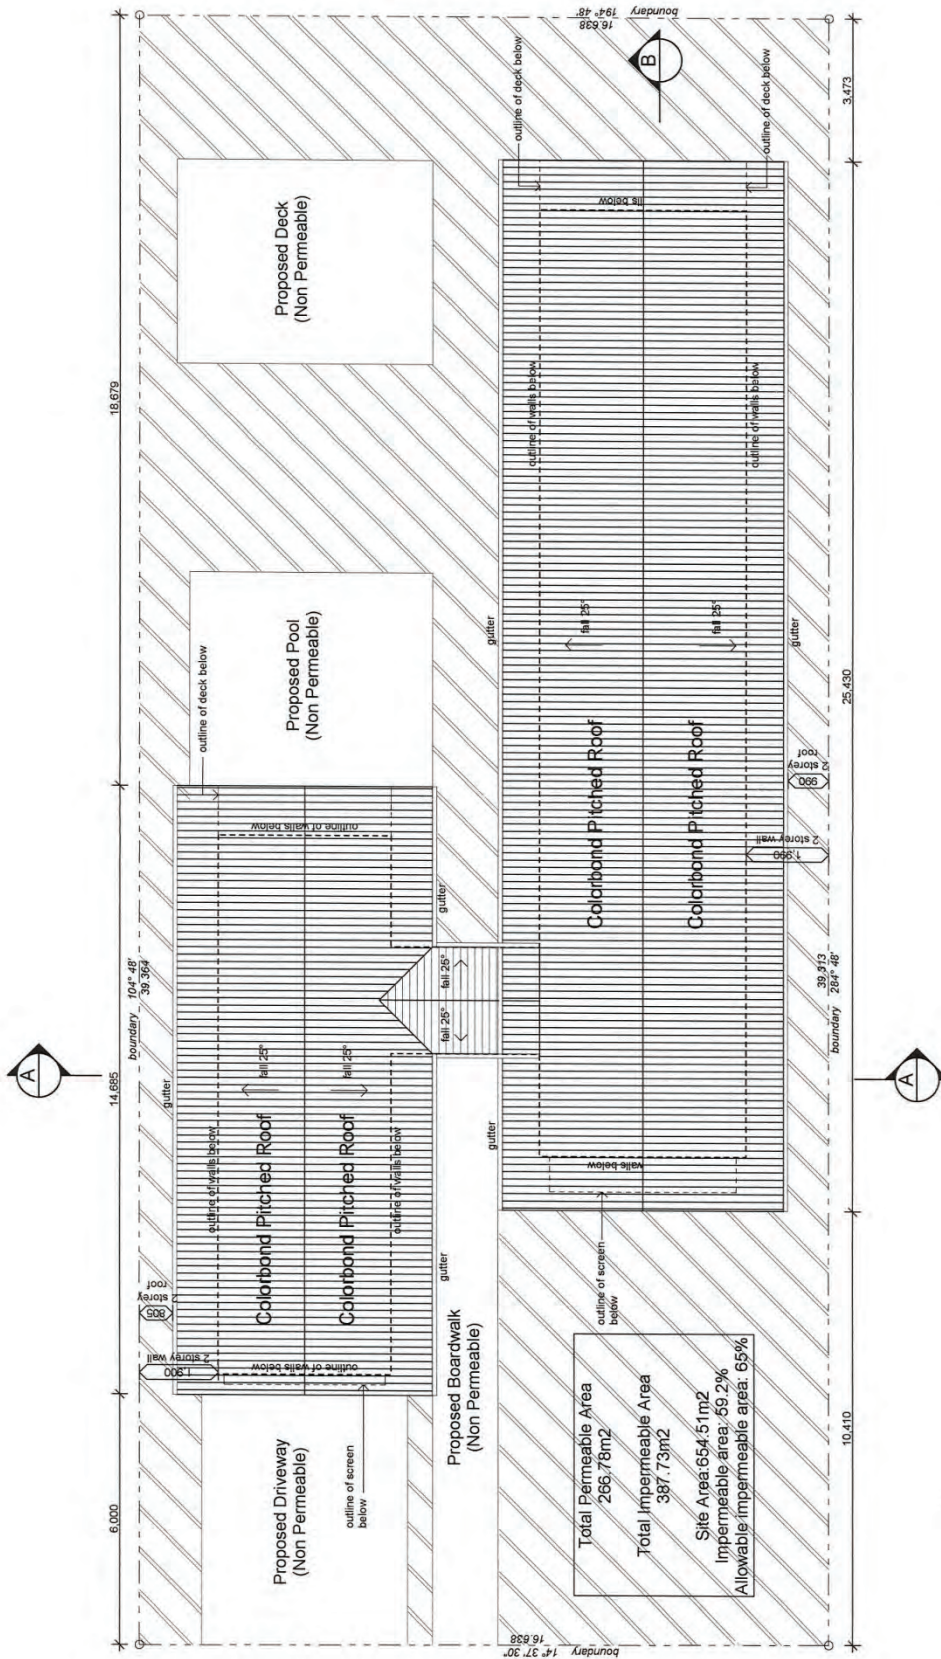 boundary
194° 48'
16.638
B
3,473
outline of deck below
outline of deck below
Proposed Deck
(Non Permeable)
18,679
outline of walls below
outline of walls below
lls below
Proposed Pool
(Non Permeable)
outline of deck below
gutter
fall 25°
fall 25°
gutter
25,430
Colorbond Pitched Roof
Colorbond Pitched Roof
2 storey
roof
990
2 storey wall
1,990
outline of walls below
gutter
boundary 104° 48'
39.364
fall 25°
fall 25°
39.313
boundary 284° 48'
A
14,685
A
gutter
fall 25°
fall 25°
Colorbond Pitched Roof
Colorbond Pitched Roof
outline of walls below
outline of walls below
gutter
gutter
walls below
outline of screen
below
2 storey
roof
805
2 storey wall
1,900
outline of walls below
Proposed Boardwalk
(Non Permeable)
6,000
Proposed Driveway
(Non Permeable)
outline of screen
below
10,410
Total Permeable Area
266.78m2
Total Impermeable Area
387.73m2
Site Area:654.51m2
Impermeable area: 59.2%
Allowable impermeable area: 65%
16.638
boundary 14° 37' 30"